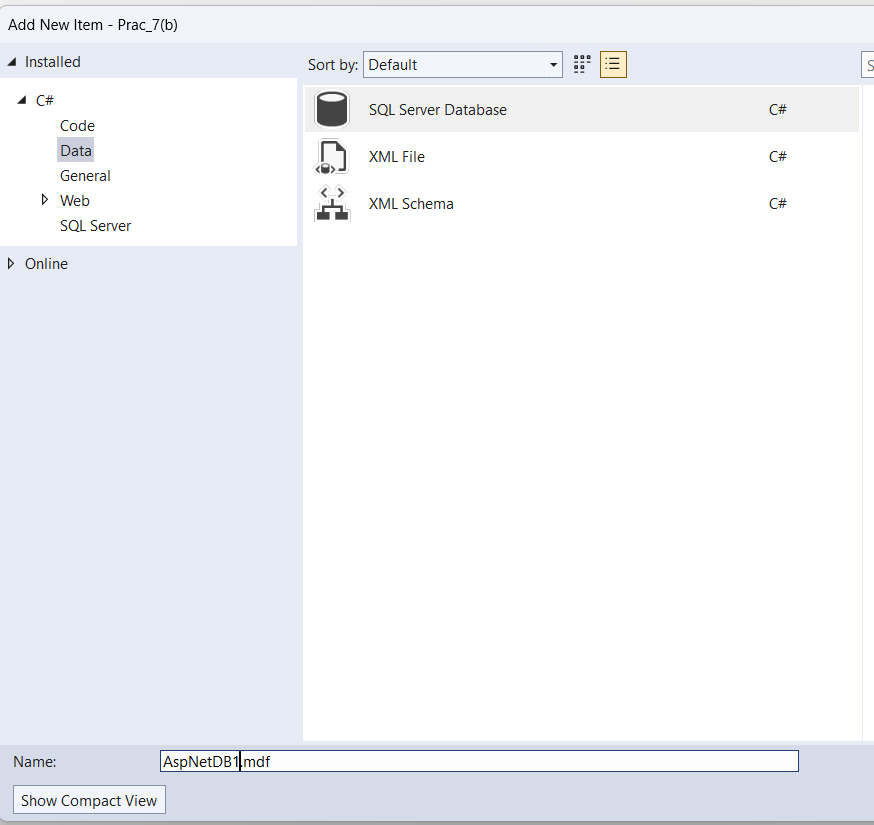 Add New Item - Prac_7(b)
Installed
Sort by: Default
S
C#
Code
Data
General
Web
SQL Server
Online
SQL Server Database C#
XML File C#
XML Schema C#
Name: AspNetDB1.mdf
Show Compact View